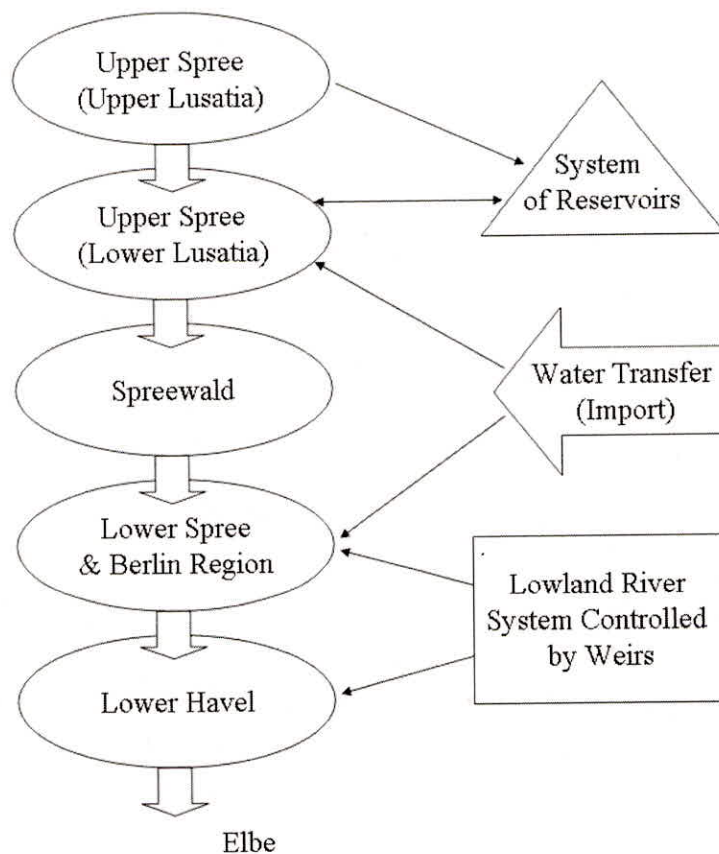 Upper Spree
(Upper Lusatia)
System
of Reservoirs
Upper Spree
(Lower Lusatia)
Spreewald
Water Transfer
(Import)
Lower Spree
& Berlin Region
Lowland River
System Controlled
by Weirs
Lower Havel
Elbe